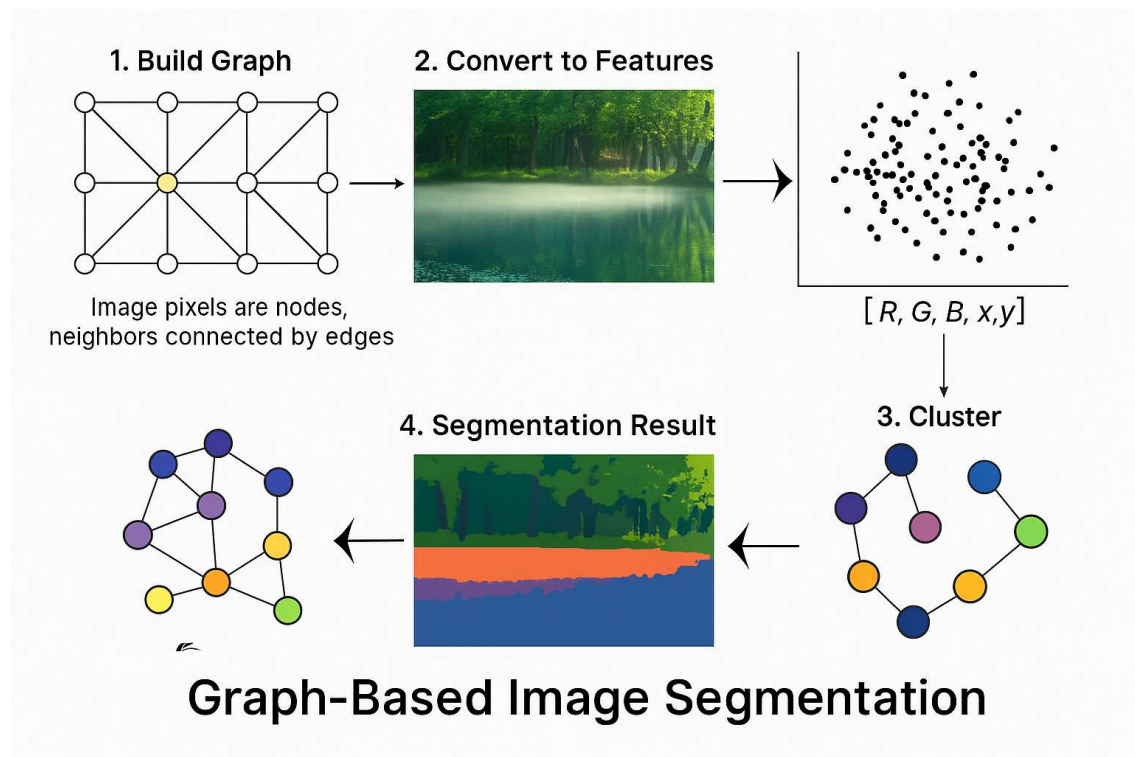 1. Build Graph
2. Convert to Features
Image pixels are nodes,
neighbors connected by edges
[R, G, B, x,y]
3. Cluster
4. Segmentation Result
Graph-Based Image Segmentation